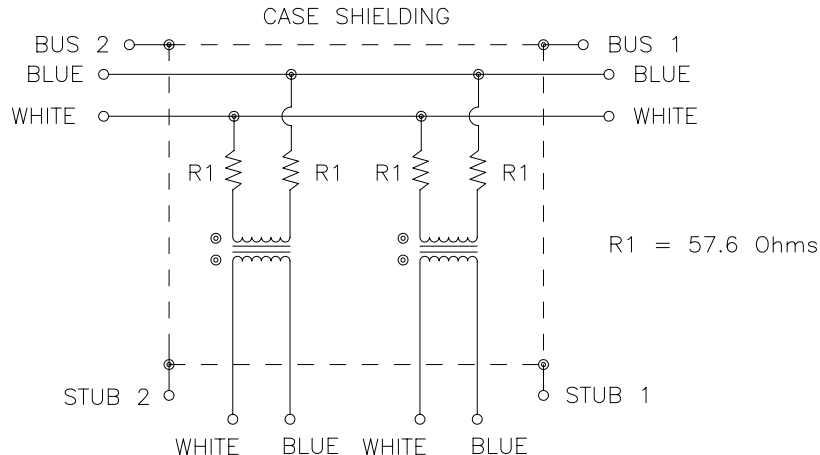 CASE SHIELDING
BUS 2
BUS 1
BLUE
BLUE
WHITE
WHITE
R1
R1
R1
R1
R1 = 57.6 Ohms
STUB 2
STUB 1
WHITE
BLUE
WHITE
BLUE